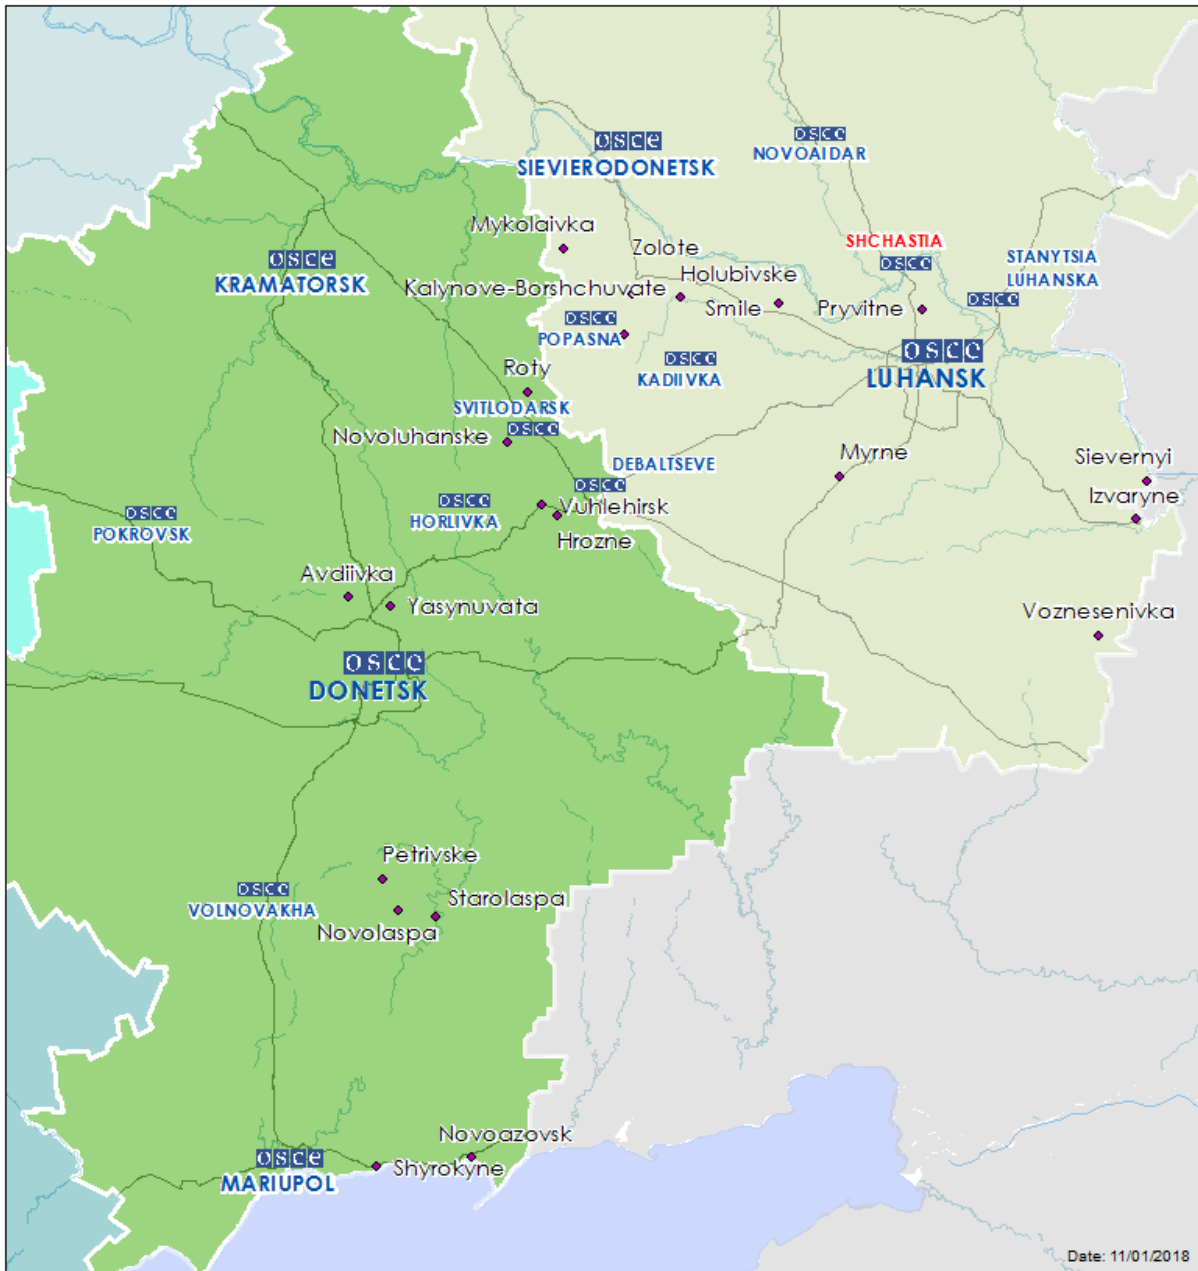 osce
SIEVIERODONETSK
osce
NOVOAIDAR
Mykolaivka
Zolote
SHCHASTIA
osce
STANYTSIA
LUHANSKA
osce
osce
KRAMATORSK
Holubivske
Kalynove-Borshchuvate
Smile
Pryvitne
osce
POPASNA
osce
LUHANSK
osce
KADIIVKA
Roty
SVITLODARSK
osce
Novoluhanske
DEBALTSEVE
osce
Myrne
Sievernyi
Izvaryne
osce
POKROVSK
osce
HORLIVKA
Vuhlehirsk
Hrozne
Avdiivka
Yasynuvata
Voznesenivka
osce
DONETSK
Petrivske
osce
VOLNOVAKHA
Starolaspa
Novolaspa
Novoazovsk
osce
MARIUPOL
Shyrokyne
Date: 11/01/2018